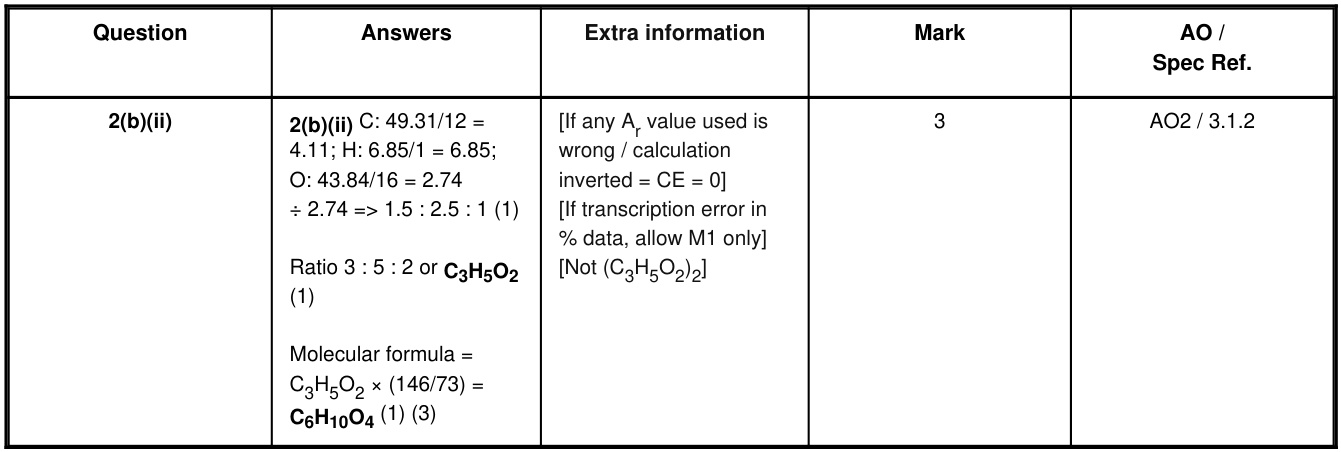 Question Answers Extra information Mark AO /
Spec Ref.
2(b)(ii)
2(b)(ii) C: 49.31/12 =
4.11; H: 6.85/1 = 6.85;
O: 43.84/16 = 2.74
÷ 2.74 => 1.5 : 2.5 : 1 (1)
Ratio 3 : 5 : 2 or C₃H₅O₂
(1)
Molecular formula =
C₃H₅O₂ × (146/73) =
C₆H₁₀O₄ (1) (3)
[If any Aᵣ value used is
wrong / calculation
inverted = CE = 0]
[If transcription error in
% data, allow M1 only]
[Not (C₃H₅O₂)₂]
3
AO2 / 3.1.2